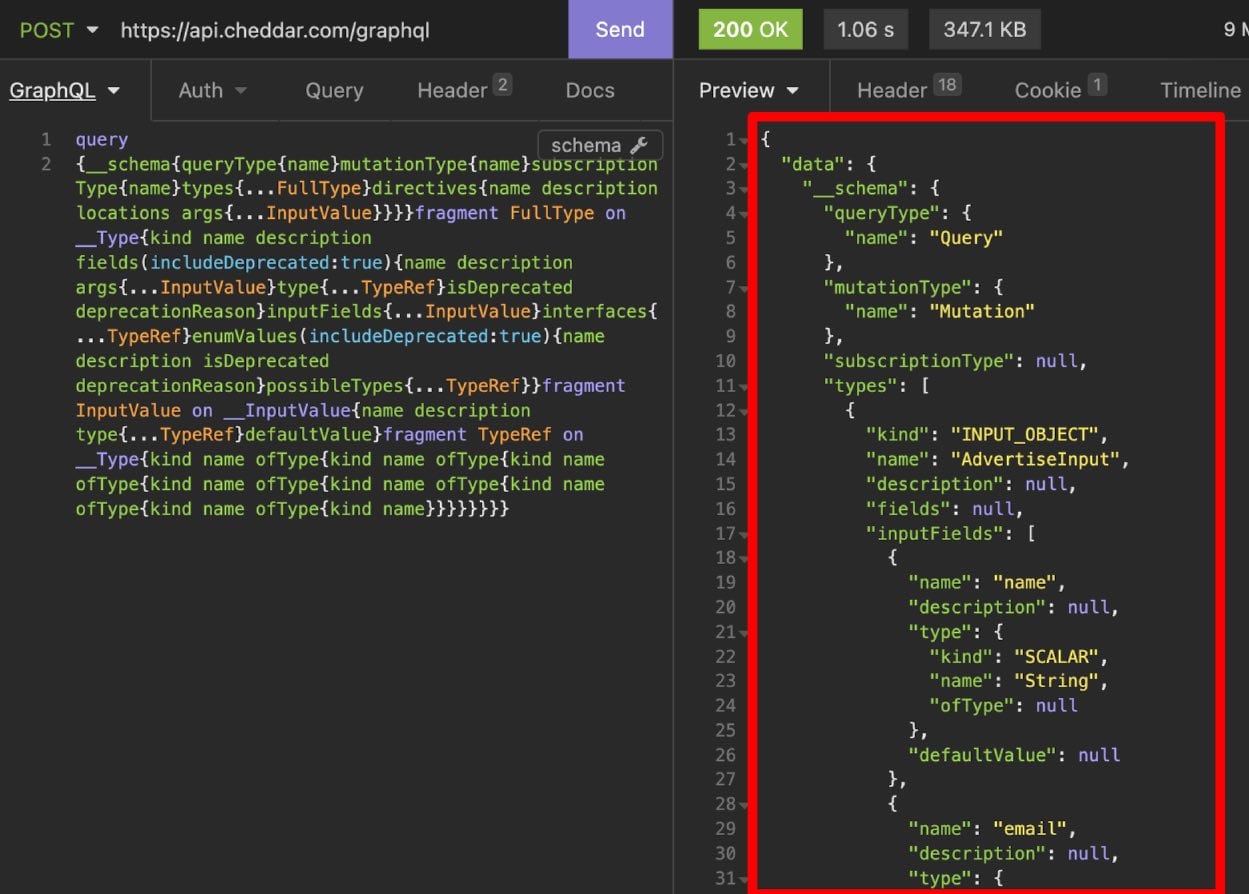 POST https://api.cheddar.com/graphql Send 200 OK 1.06 s 347.1 KB 9
GraphQL Auth Query Header 2 Docs Preview Header 18 Cookie 1 Timeline
schema
1 query
2 {__schema{queryType{name}mutationType{name}subscription
Type{name}types{...FullType}directives{name description
locations args{...InputValue}}}}fragment FullType on
__Type{kind name description
fields(includeDeprecated:true){name description
args{...InputValue}type{...TypeRef}isDeprecated
deprecationReason}inputFields{...InputValue}interfaces{
...TypeRef}enumValues(includeDeprecated:true){name
description isDeprecated
deprecationReason}possibleTypes{...TypeRef}}fragment
InputValue on __InputValue{name description
type{...TypeRef}defaultValue}fragment TypeRef on
__Type{kind name ofType{kind name ofType{kind name
ofType{kind name ofType{kind name ofType{kind name
ofType{kind name ofType{kind name}}}}}}}}
1 {
2 "data": {
3 "__schema": {
4 "queryType": {
5 "name": "Query"
6 },
7 "mutationType": {
8 "name": "Mutation"
9 },
10 "subscriptionType": null,
11 "types": [
12 {
13 "kind": "INPUT_OBJECT",
14 "name": "AdvertiseInput",
15 "description": null,
16 "fields": null,
17 "inputFields": [
18 {
19 "name": "name",
20 "description": null,
21 "type": {
22 "kind": "SCALAR",
23 "name": "String",
24 "ofType": null
25 },
26 "defaultValue": null
27 },
28 {
29 "name": "email",
30 "description": null,
31 "type": {